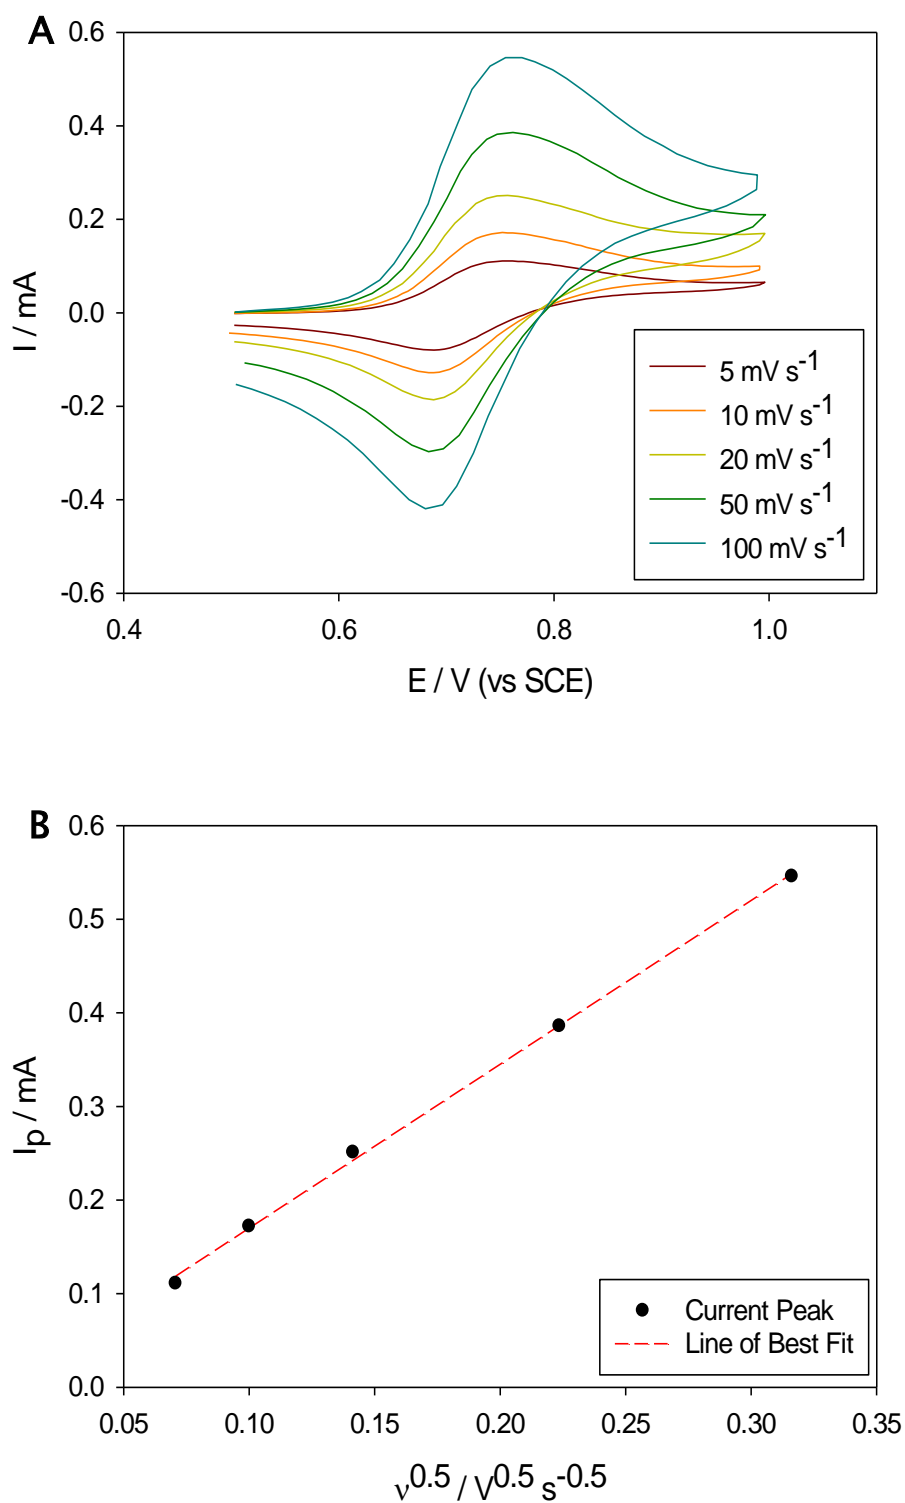 A
0.6
0.4
0.2
0.0
-0.2
-0.4
-0.6
I / mA
5 mV s-1
10 mV s-1
20 mV s-1
50 mV s-1
100 mV s-1
0.4 0.6 0.8 1.0
E / V (vs SCE)
B
0.6
0.5
0.4
0.3
0.2
0.1
0.0
Ip / mA
Current Peak
Line of Best Fit
0.05 0.10 0.15 0.20 0.25 0.30 0.35
ν0.5 / V0.5 s-0.5